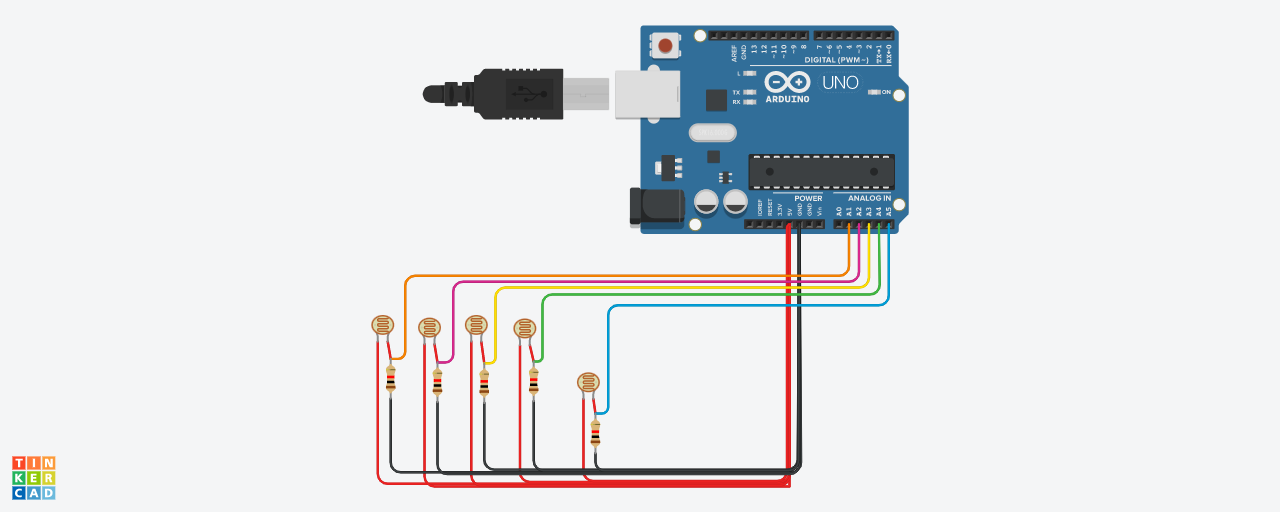 AREF
GND
13
12
~11
~10
~9
8
7
~6
~5
4
~3
2
TX→1
RX←0
DIGITAL (PWM~)
L
TX
RX
ARDUINO
UNO
ON
POWER
ANALOG IN
IOREF
RESET
3.3V
5V
GND
GND
Vin
A0
A1
A2
A3
A4
A5
TIN
KER
CAD